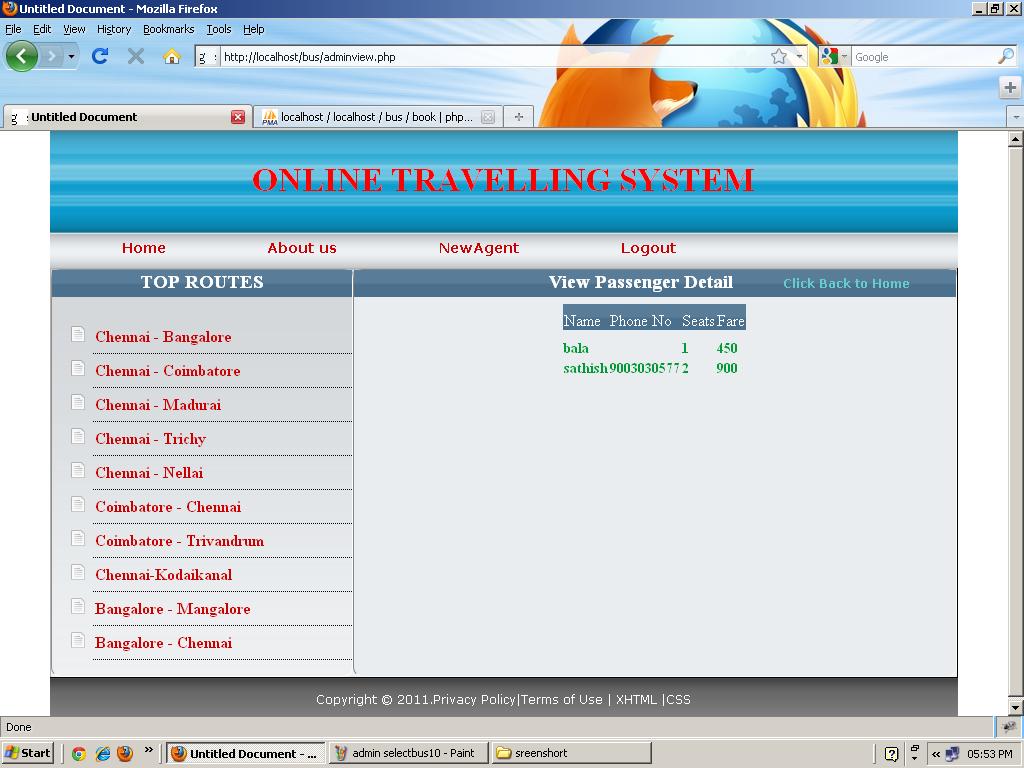 Untitled Document - Mozilla Firefox
File Edit View History Bookmarks Tools Help
http://localhost/bus/adminview.php Google
Untitled Document localhost / localhost / bus / book | php...
ONLINE TRAVELLING SYSTEM
Home About us NewAgent Logout
TOP ROUTES View Passenger Detail Click Back to Home
Name Phone No Seats Fare
bala 1 450
sathish 9003030577 2 900
Chennai - Bangalore
Chennai - Coimbatore
Chennai - Madurai
Chennai - Trichy
Chennai - Nellai
Coimbatore - Chennai
Coimbatore - Trivandrum
Chennai-Kodaikanal
Bangalore - Mangalore
Bangalore - Chennai
Copyright © 2011.Privacy Policy|Terms of Use | XHTML |CSS
Done
Start Untitled Document - ... admin selectbus10 - Paint sreenshort 05:53 PM